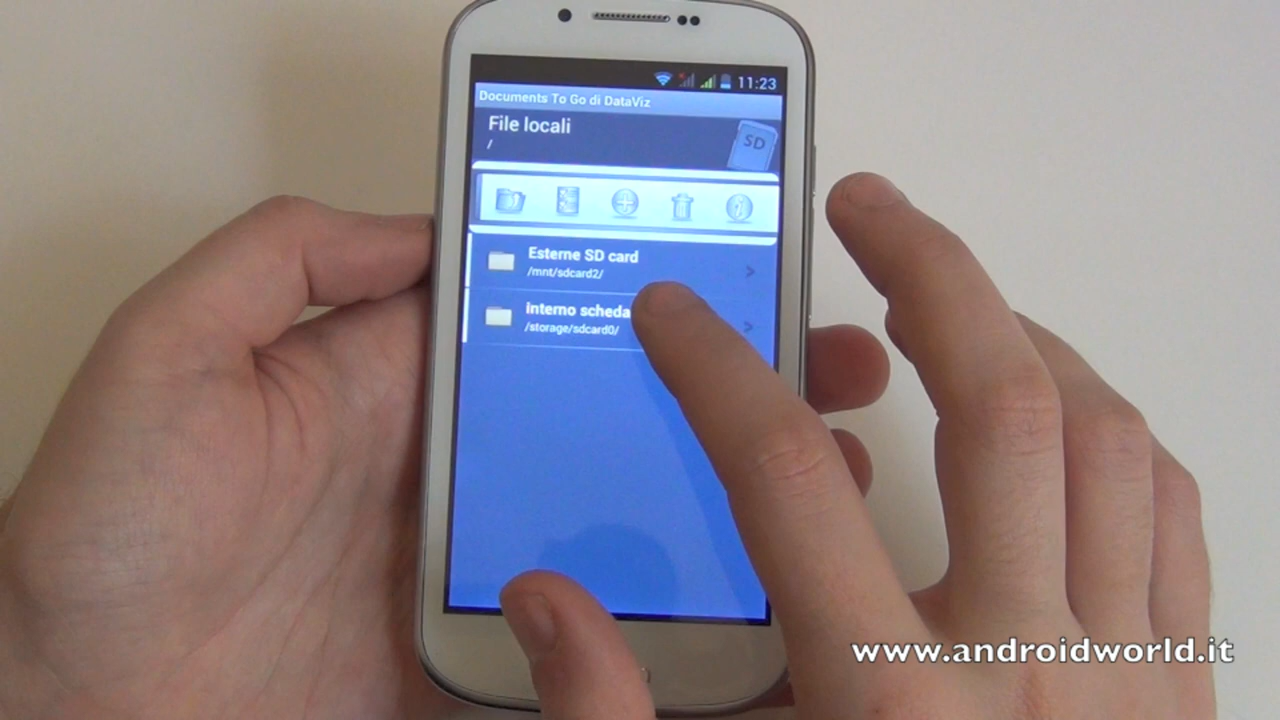 11:23
Documents To Go di DataViz
File locali
/
SD
Esterne SD card
/mnt/sdcard2/
interno scheda
/storage/sdcard0/
www.androidworld.it